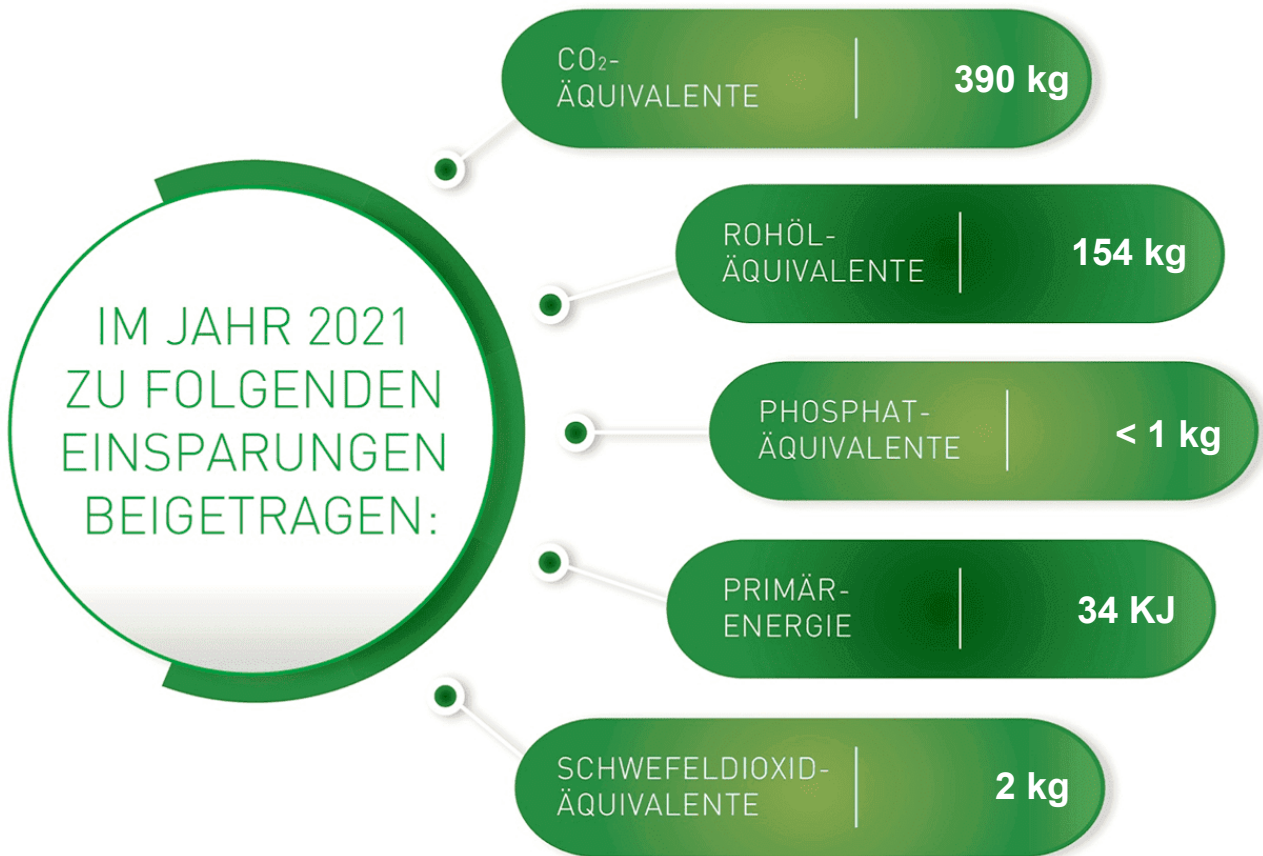 IM JAHR 2021
ZU FOLGENDEN
EINSPARUNGEN
BEIGETRAGEN:
CO₂-
ÄQUIVALENTE
390 kg
ROHÖL-
ÄQUIVALENTE
154 kg
PHOSPHAT-
ÄQUIVALENTE
< 1 kg
PRIMÄR-
ENERGIE
34 KJ
SCHWEFELDIOXID-
ÄQUIVALENTE
2 kg